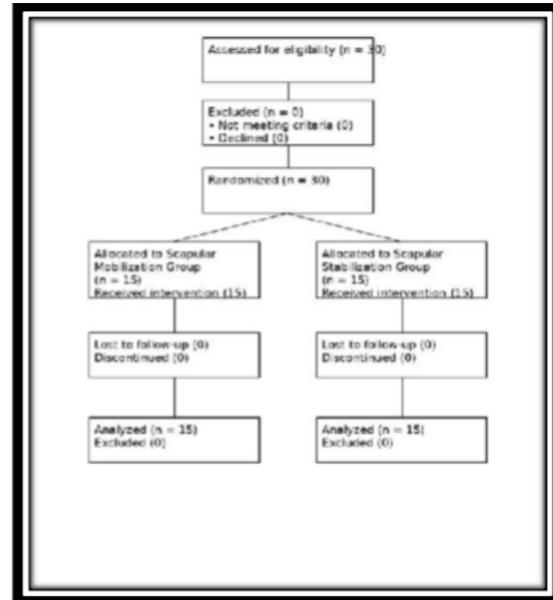 Assessed for eligibility (n = 30)
Excluded (n = 0)
• Not meeting criteria (0)
• Declined (0)
Randomized (n = 30)
Allocated to Scapular
Mobilization Group
(n = 15)
Received intervention (15)
Allocated to Scapular
Stabilization Group
(n = 15)
Received intervention (15)
Lost to follow-up (0)
Discontinued (0)
Lost to follow-up (0)
Discontinued (0)
Analyzed (n = 15)
Excluded (0)
Analyzed (n = 15)
Excluded (0)